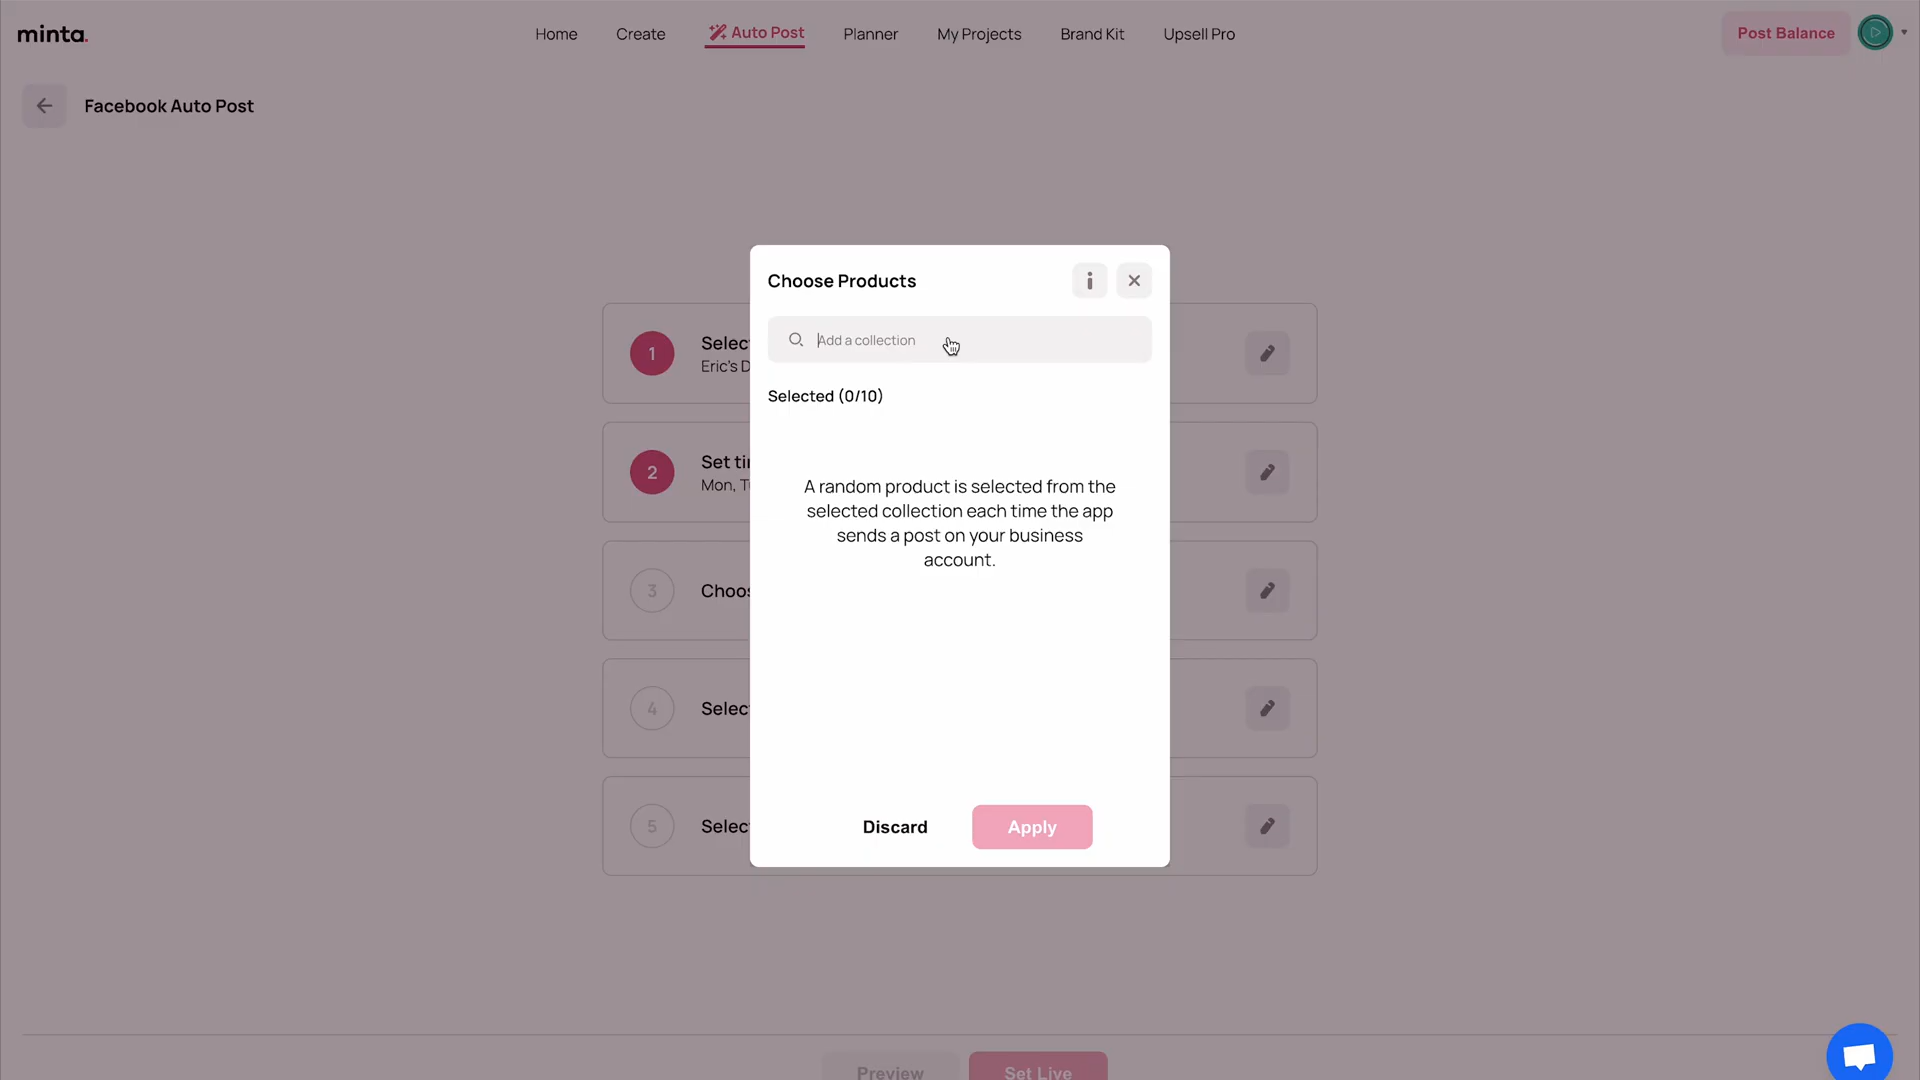 minta.
Home
Create
Auto Post
Planner
My Projects
Brand Kit
Upsell Pro
Post Balance
Facebook Auto Post
Choose Products
Add a collection
Selected (0/10)
A random product is selected from the
selected collection each time the app
sends a post on your business
account.
Discard
Apply
1
Selec
Eric's D
2
Set ti
Mon, T
3
Choos
4
Selec
5
Selec
Preview
Set Live